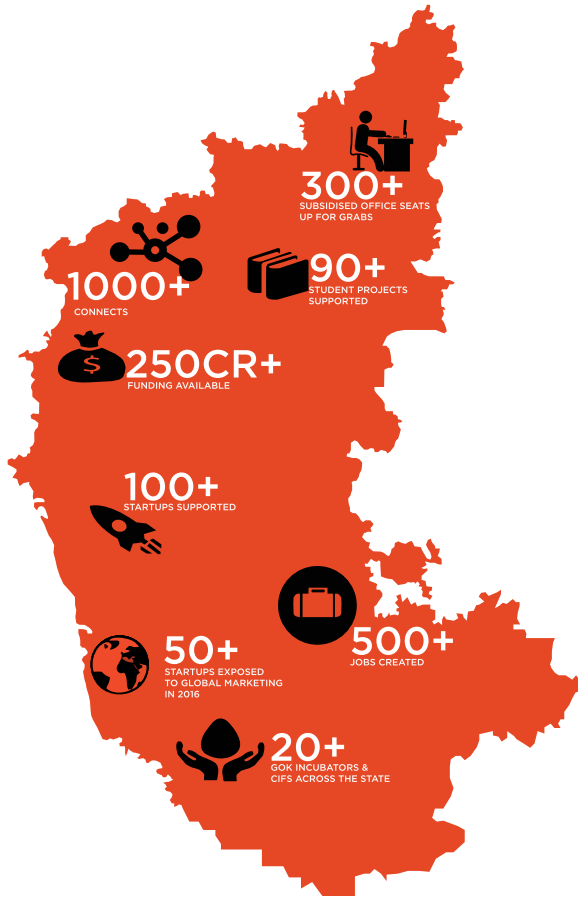 300+
SUBSIDISED OFFICE SEATS
UP FOR GRABS
90+
STUDENT PROJECTS
SUPPORTED
1000+
CONNECTS
$
250CR+
FUNDING AVAILABLE
100+
STARTUPS SUPPORTED
500+
JOBS CREATED
50+
STARTUPS EXPOSED
TO GLOBAL MARKETING
IN 2016
20+
GOK INCUBATORS &
CIFS ACROSS THE STATE